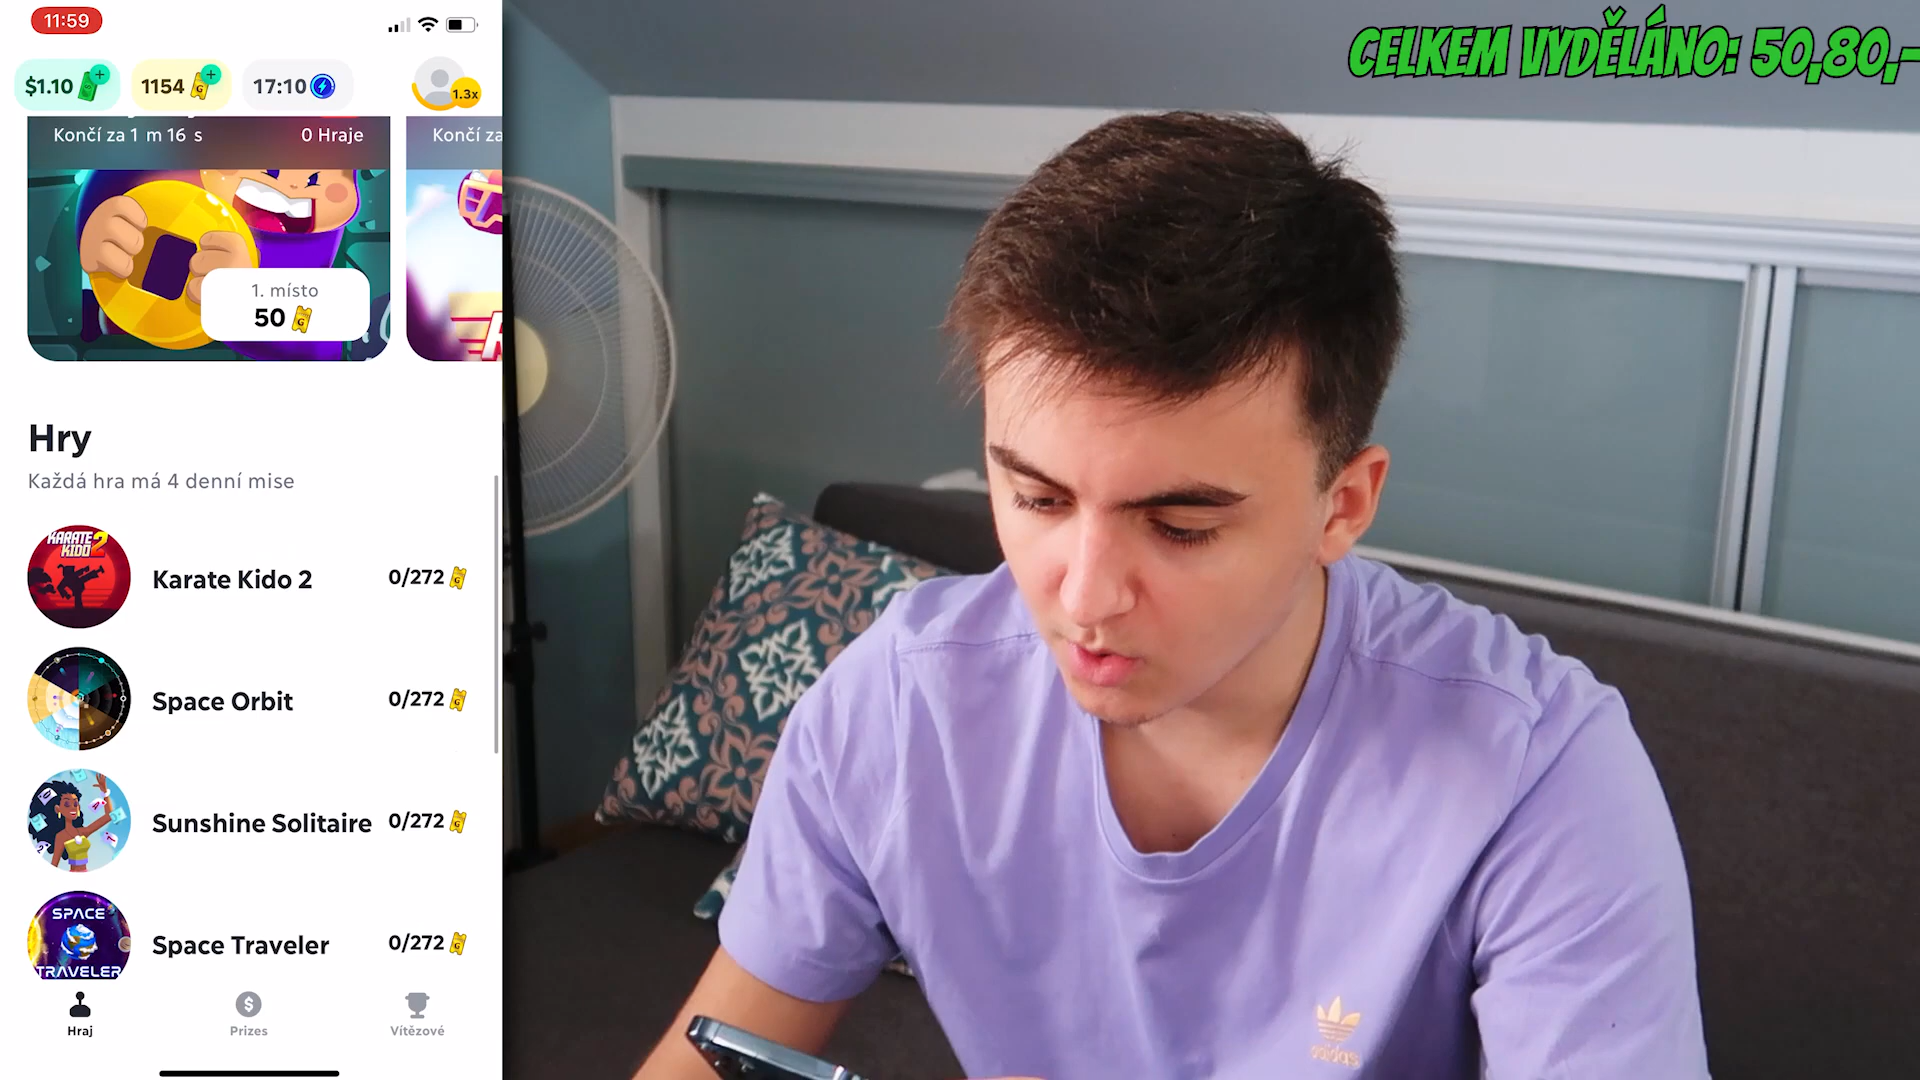 11:59
$1.10
1154
G
17:10
1.3x
CELKEM VYDĚLÁNO: 50,80,-
Končí za 1 m 16 s
0 Hraje
Končí za
1. místo
50
G
Hry
Každá hra má 4 denní mise
KARATE
KIDO 2
Karate Kido 2
0/272
G
Space Orbit
0/272
G
Sunshine Solitaire
0/272
G
SPACE
TRAVELER
Space Traveler
0/272
G
Hraj
Prizes
Vítězové
adidas